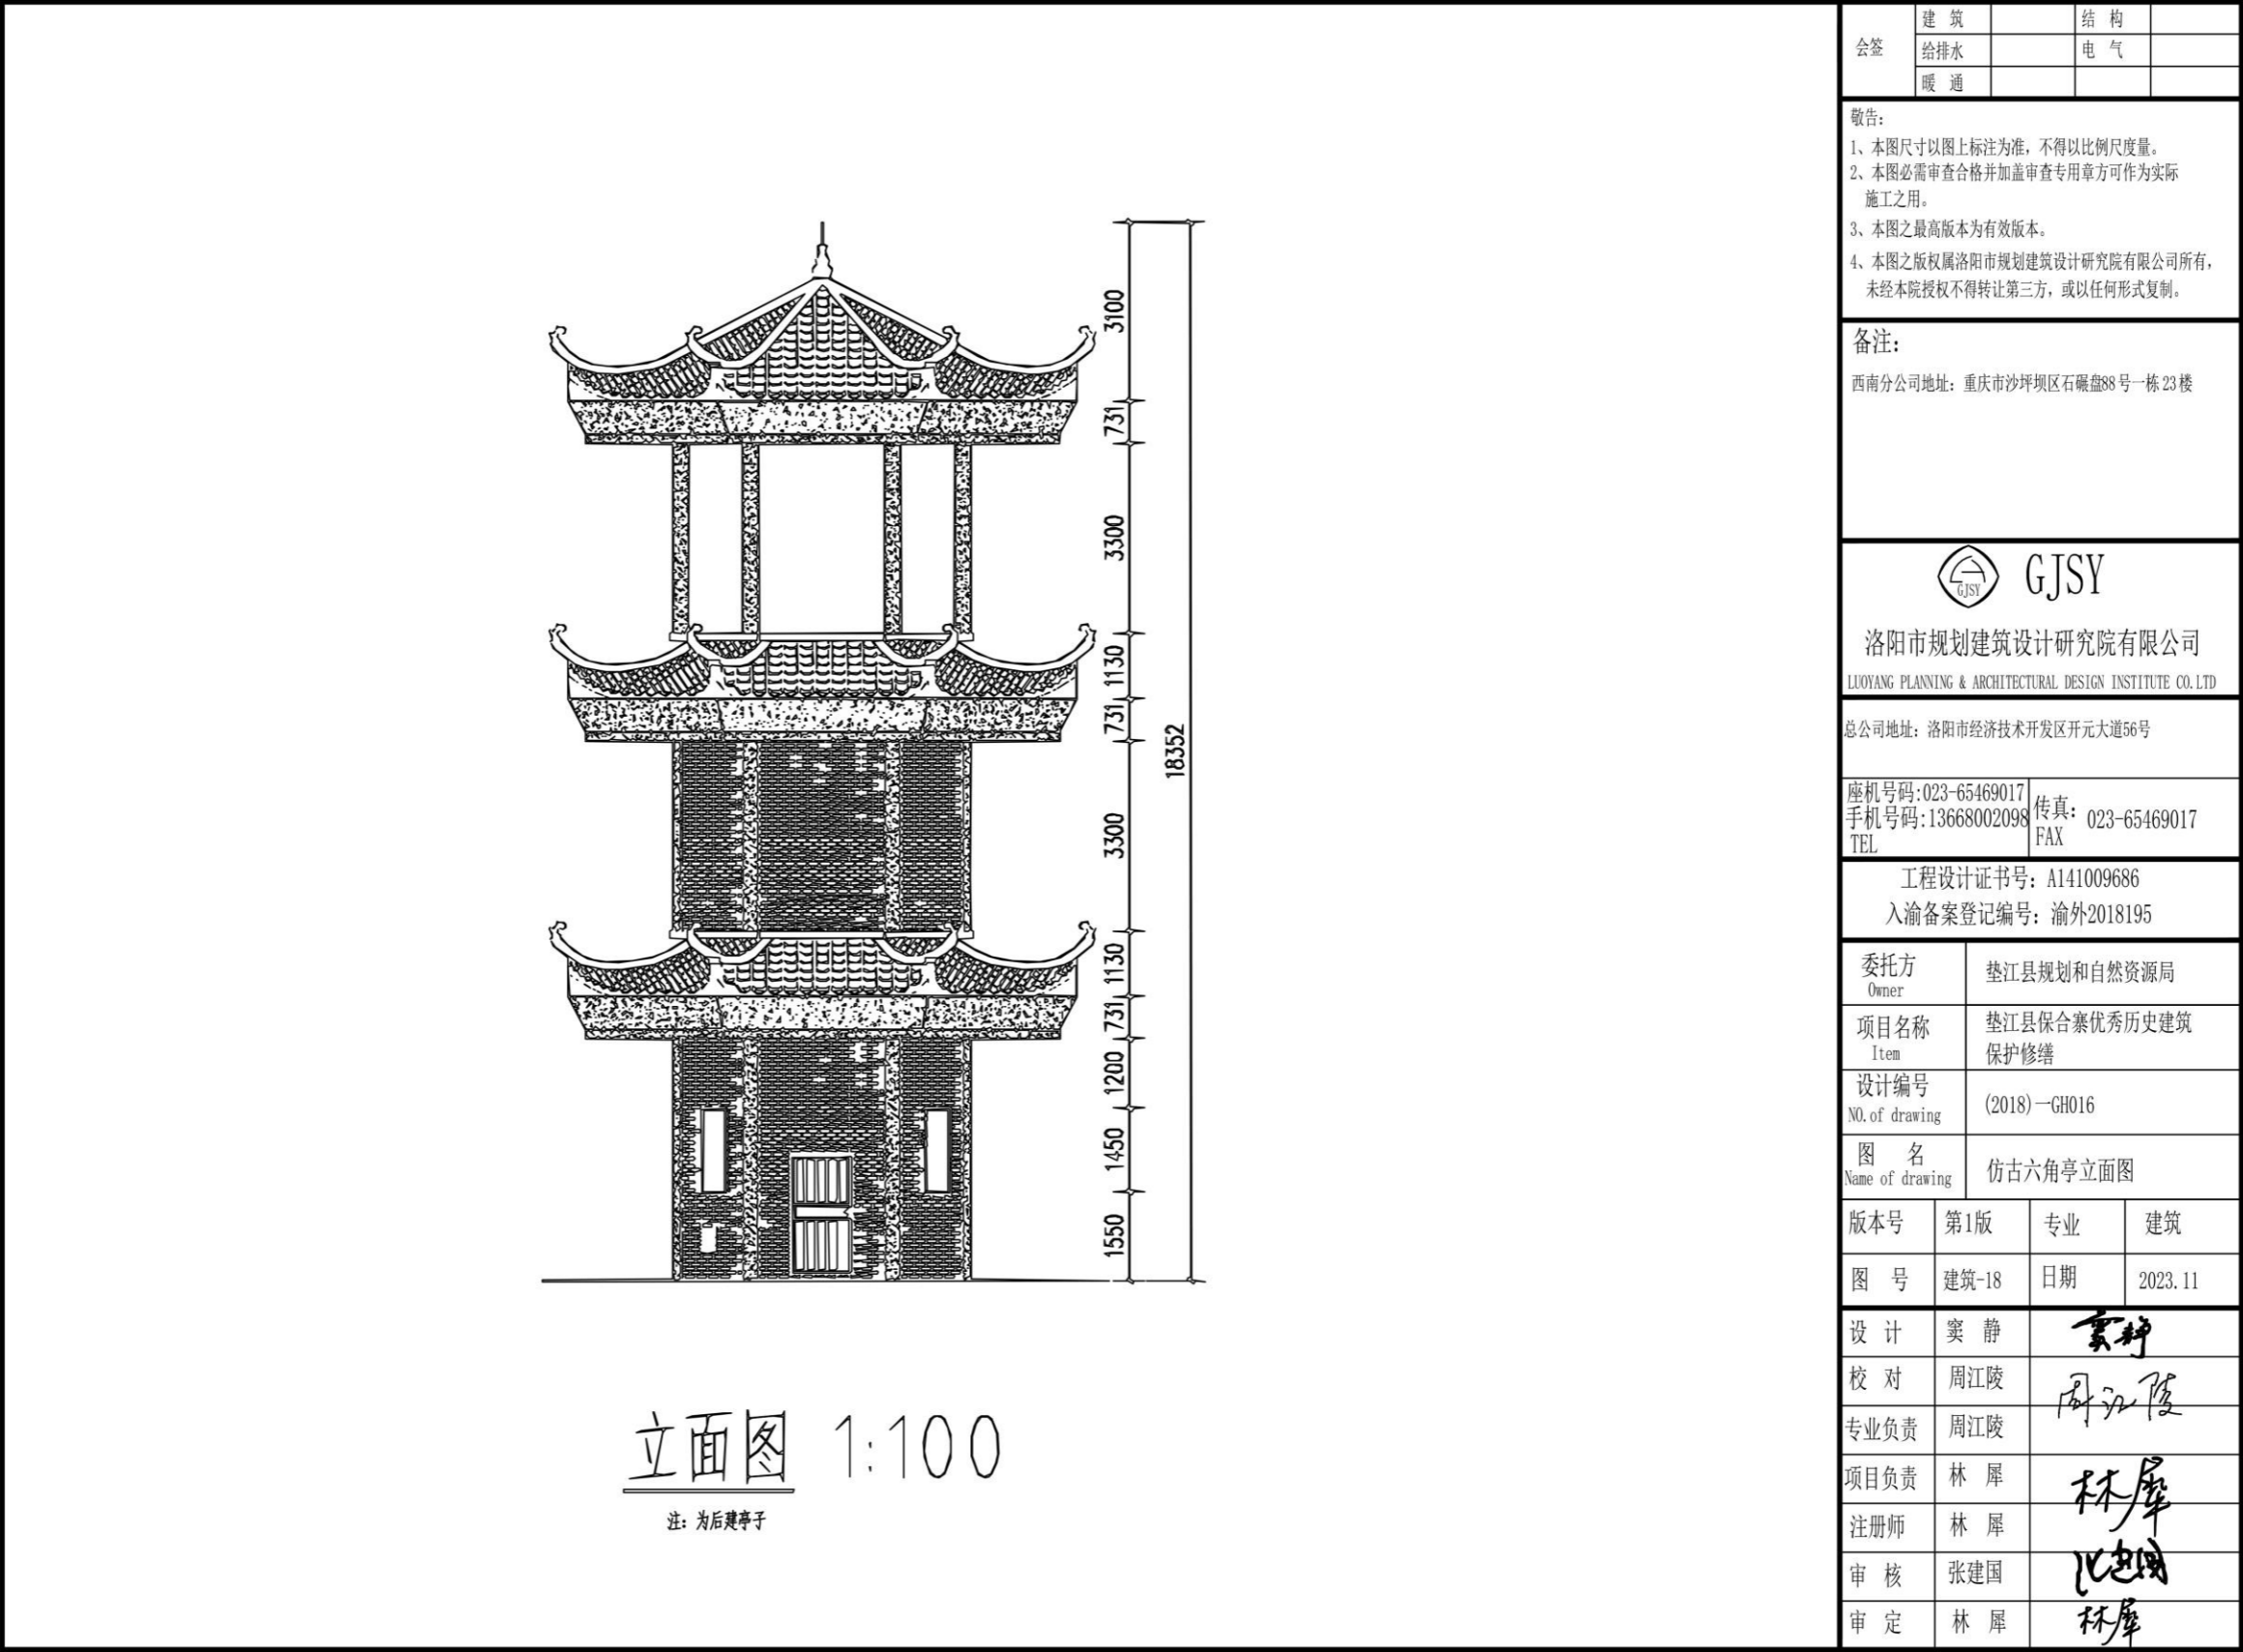 3100
731
3300
1130
731
18352
3300
1130
731
1200
1450
1550
立面图 1:100
注：为后建亭子
会签
建 筑
结 构
给排水
电 气
暖 通
敬告：
1、本图尺寸以图上标注为准，不得以比例尺度量。
2、本图必需审查合格并加盖审查专用章方可作为实际
施工之用。
3、本图之最高版本为有效版本。
4、本图之版权属洛阳市规划建筑设计研究院有限公司所有，
未经本院授权不得转让第三方，或以任何形式复制。
备注：
西南分公司地址：重庆市沙坪坝区石碾盘88号一栋23楼
GJSY
GJSY
洛阳市规划建筑设计研究院有限公司
LUOYANG PLANNING & ARCHITECTURAL DESIGN INSTITUTE CO.LTD
总公司地址：洛阳市经济技术开发区开元大道56号
座机号码:023-65469017
手机号码:13668002098
TEL
传真：
FAX
023-65469017
工程设计证书号：A141009686
入渝备案登记编号：渝外2018195
委托方
Owner
垫江县规划和自然资源局
项目名称
Item
垫江县保合寨优秀历史建筑
保护修缮
设计编号
NO.of drawing
(2018)一GH016
图 名
Name of drawing
仿古六角亭立面图
版本号 第1版 专业 建筑
图 号 建筑-18 日期 2023.11
设 计 窦 静 窦静
校 对 周江陵 周江陵
专业负责 周江陵
项目负责 林 犀 林犀
注册师 林 犀
审 核 张建国
审 定 林 犀 林犀